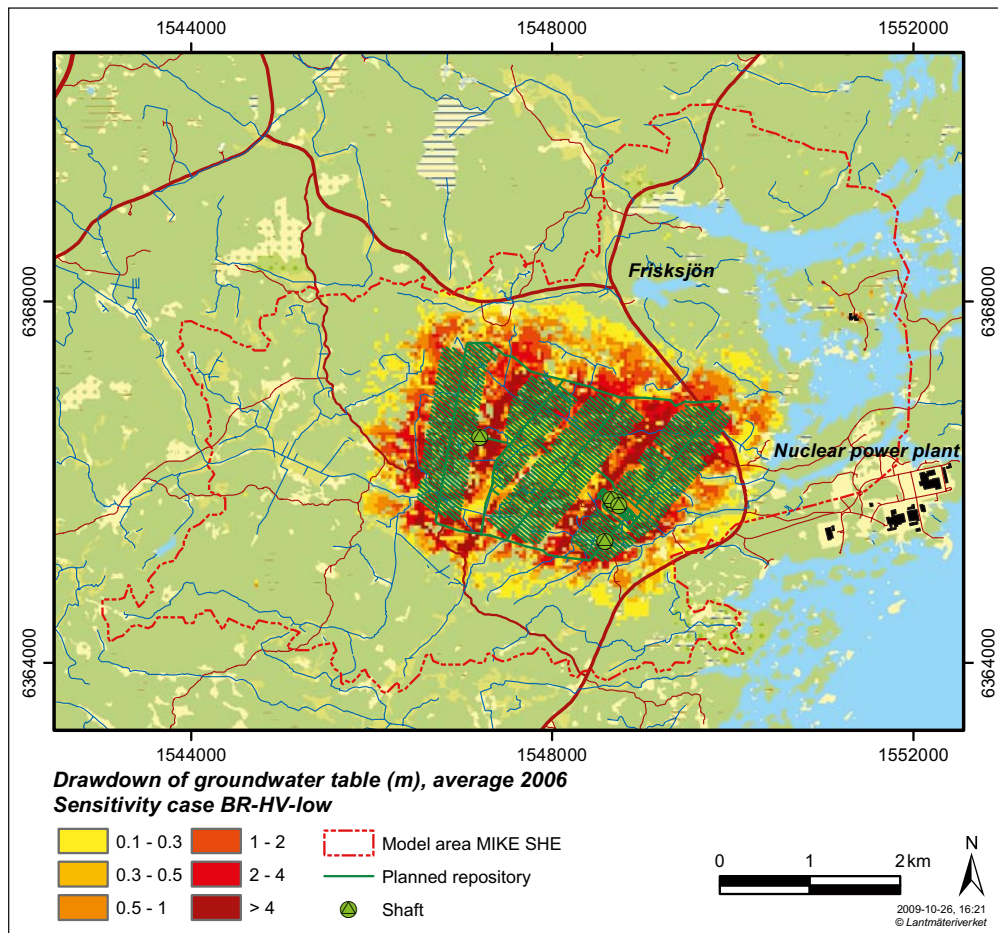 1544000 1548000 1552000
Frisksjön
6368000 6368000
Nuclear power plant
6364000 6364000
1544000 1548000 1552000
Drawdown of groundwater table (m), average 2006
Sensitivity case BR-HV-low
0.1 - 0.3 1 - 2 Model area MIKE SHE
0.3 - 0.5 2 - 4 Planned repository
0.5 - 1 > 4 Shaft
0 1 2 km
N
2009-10-26, 16:21
© Lantmäteriverket